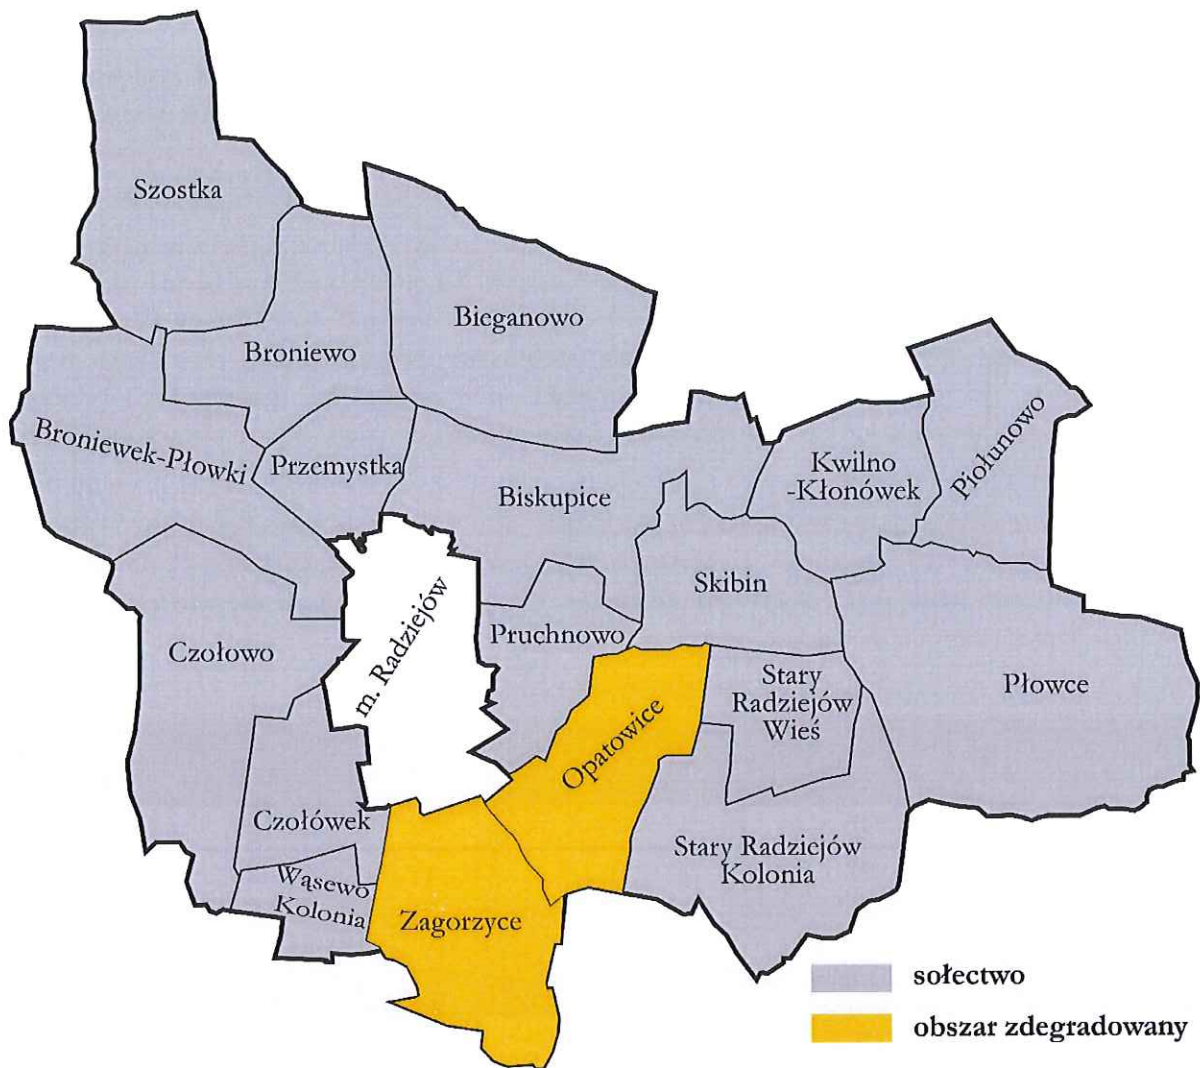 Szostka
Bieganowo
Broniewo
Broniewek-Płowki
Przemystka
Biskupice
Kwilno
-Kłonówek
Piołunowo
Skibin
m. Radziejów
Pruchnowo
Czołowo
Stary
Radziejów
Wieś
Płowce
Opatowice
Czołówek
Stary Radziejów
Kolonia
Wąsewo
Kolonia
Zagorzyce
sołectwo
obszar zdegradowany